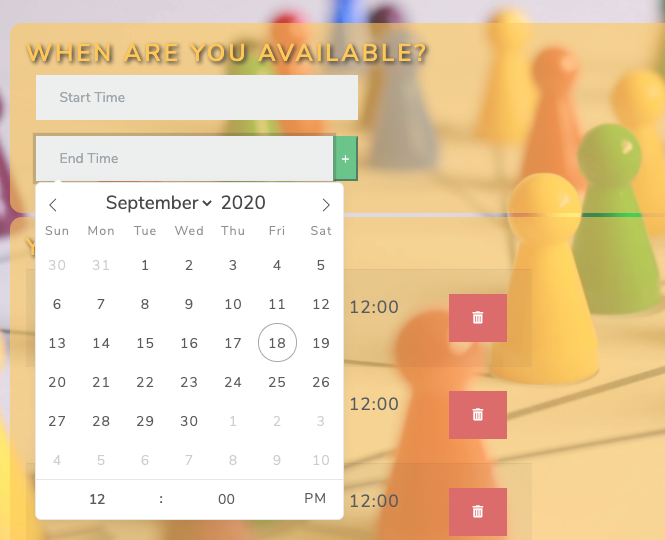 WHEN ARE YOU AVAILABLE?
Start Time
End Time
+
September 2020
Sun Mon Tue Wed Thu Fri Sat
30 31 1 2 3 4 5
6 7 8 9 10 11 12
12:00
13 14 15 16 17 18 19
20 21 22 23 24 25 26
12:00
27 28 29 30 1 2 3
4 5 6 7 8 9 10
12 : 00 PM
12:00